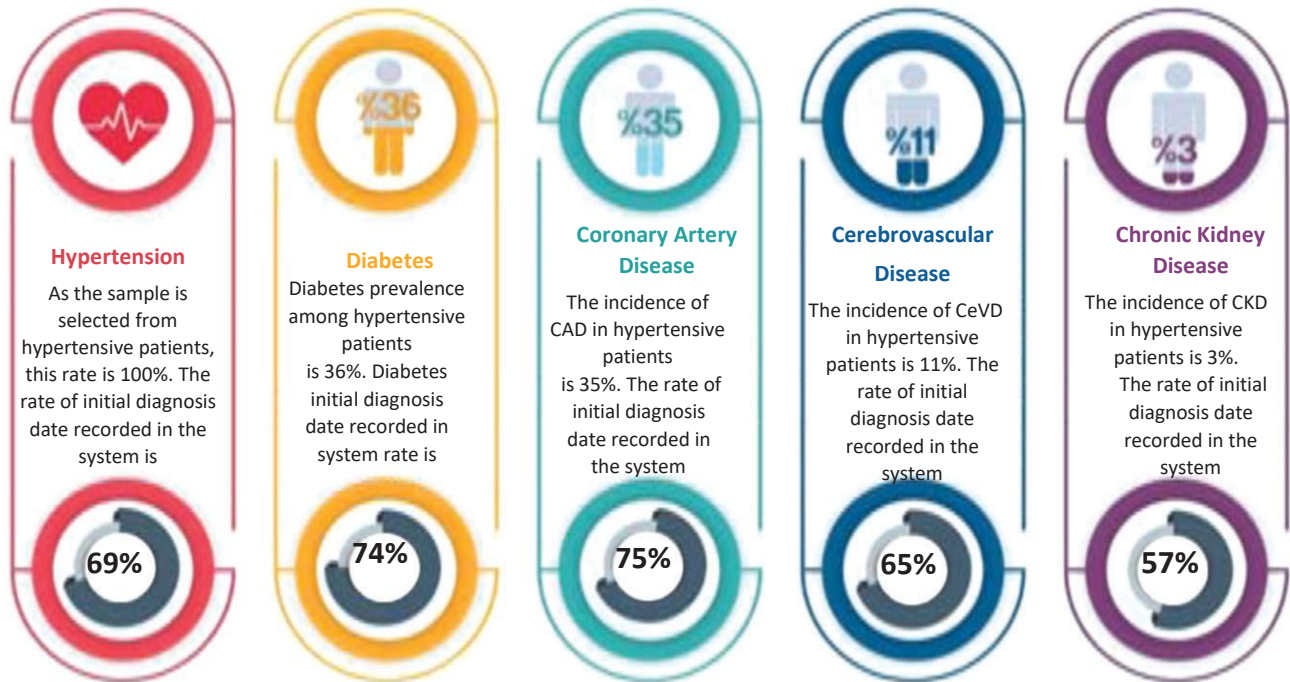 %36
%35
%11
%3
Hypertension
As the sample is
selected from
hypertensive patients,
this rate is 100%. The
rate of initial diagnosis
date recorded in the
system is
69%
Diabetes
Diabetes prevalence
among hypertensive
patients
is 36%. Diabetes
initial diagnosis
date recorded in
system rate is
74%
Coronary Artery
Disease
The incidence of
CAD in hypertensive
patients
is 35%. The rate of
initial diagnosis
date recorded in
the system
75%
Cerebrovascular
Disease
The incidence of CeVD
in hypertensive
patients is 11%. The
rate of initial
diagnosis date
recorded in the
system
65%
Chronic Kidney
Disease
The incidence of CKD
in hypertensive
patients is 3%.
The rate of initial
diagnosis date
recorded in the
system
57%